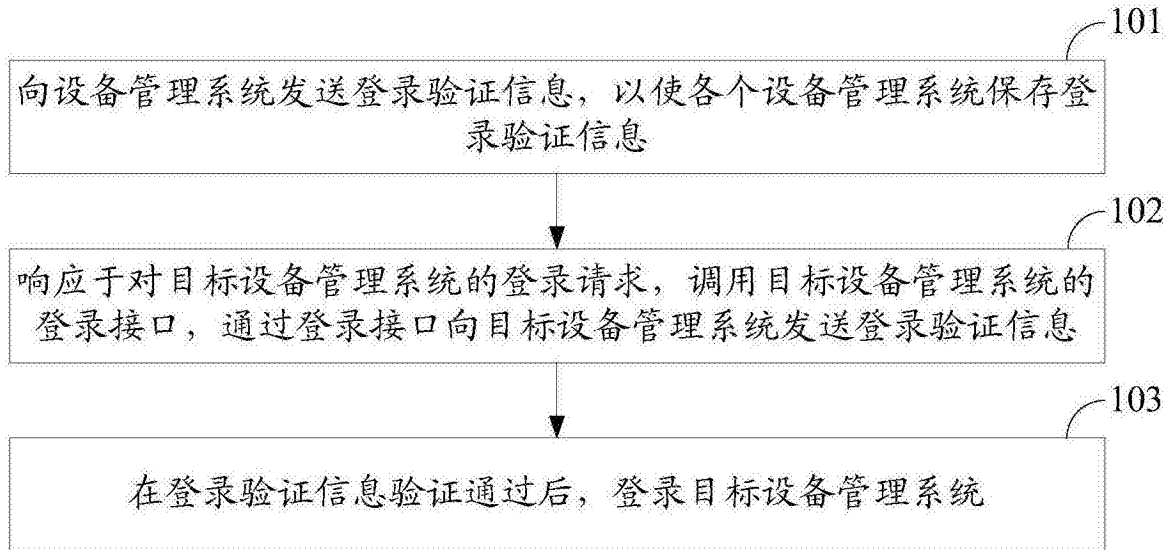 101
向设备管理系统发送登录验证信息，以使各个设备管理系统保存登
录验证信息
102
响应于对目标设备管理系统的登录请求，调用目标设备管理系统的
登录接口，通过登录接口向目标设备管理系统发送登录验证信息
103
在登录验证信息验证通过后，登录目标设备管理系统